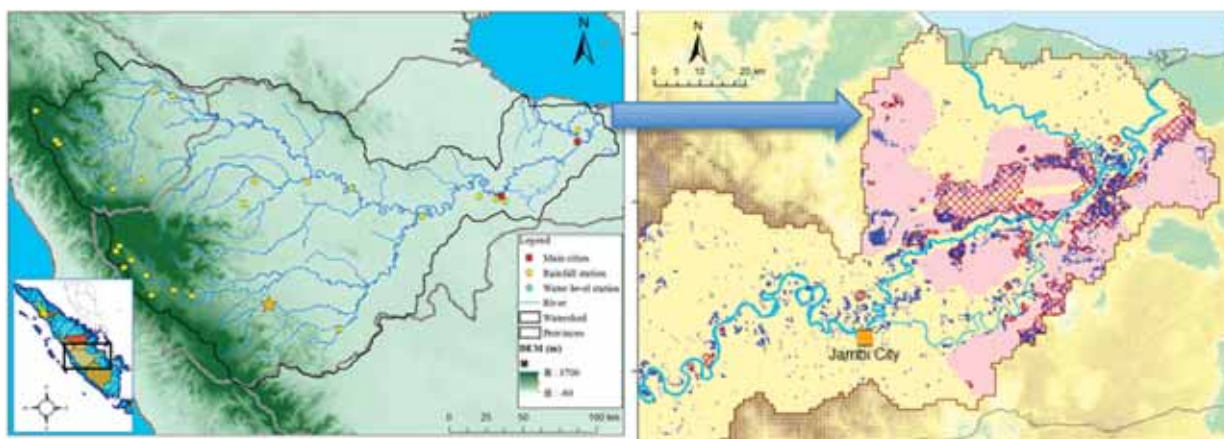 N
Legend
Main cities
Rainfall station
Water level station
River
Watershed
Provinces
DEM (m)
0 25 50 100 km
N
0 5 10 20 km
Jambi City